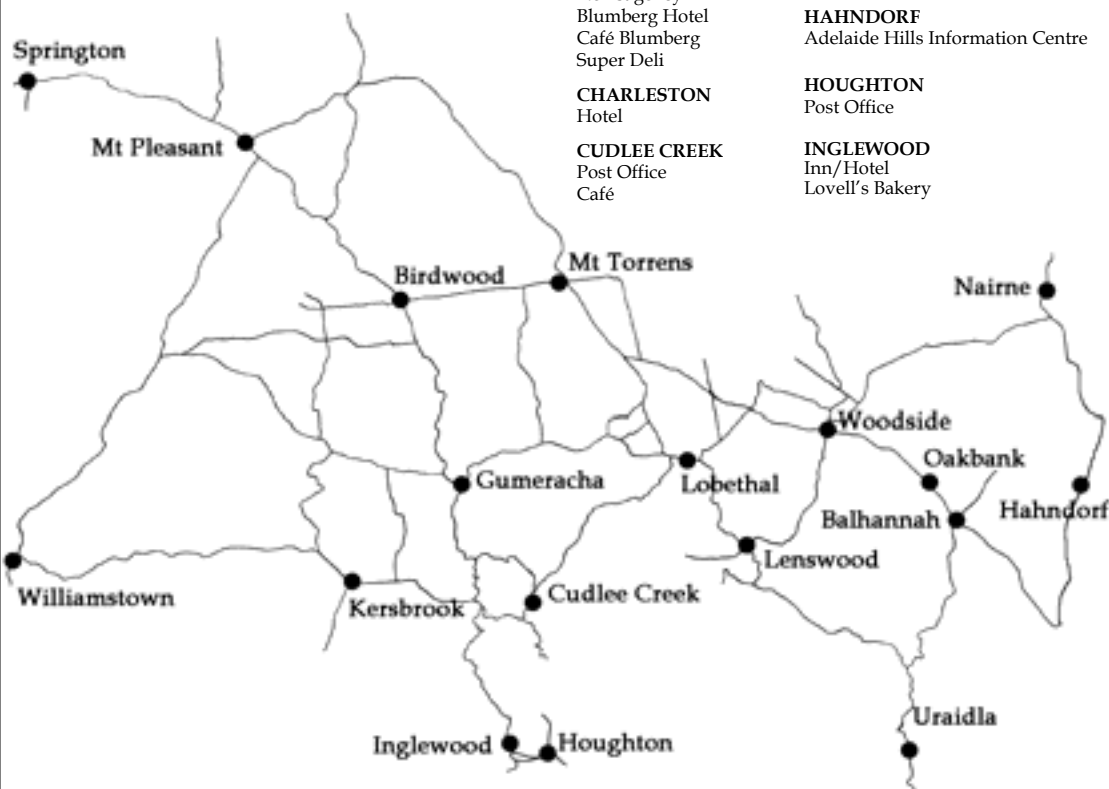 Blumberg Hotel
Café Blumberg
Super Deli
CHARLESTON
Hotel
CUDLEE CREEK
Post Office
Café
HAHNDORF
Adelaide Hills Information Centre
HOUGHTON
Post Office
INGLEWOOD
Inn/Hotel
Lovell's Bakery
Springton
Mt Pleasant
Birdwood
Mt Torrens
Nairne
Woodside
Oakbank
Gumeracha
Lobethal
Hahndorf
Balhannah
Lenswood
Williamstown
Kersbrook
Cudlee Creek
Uraidla
Inglewood
Houghton